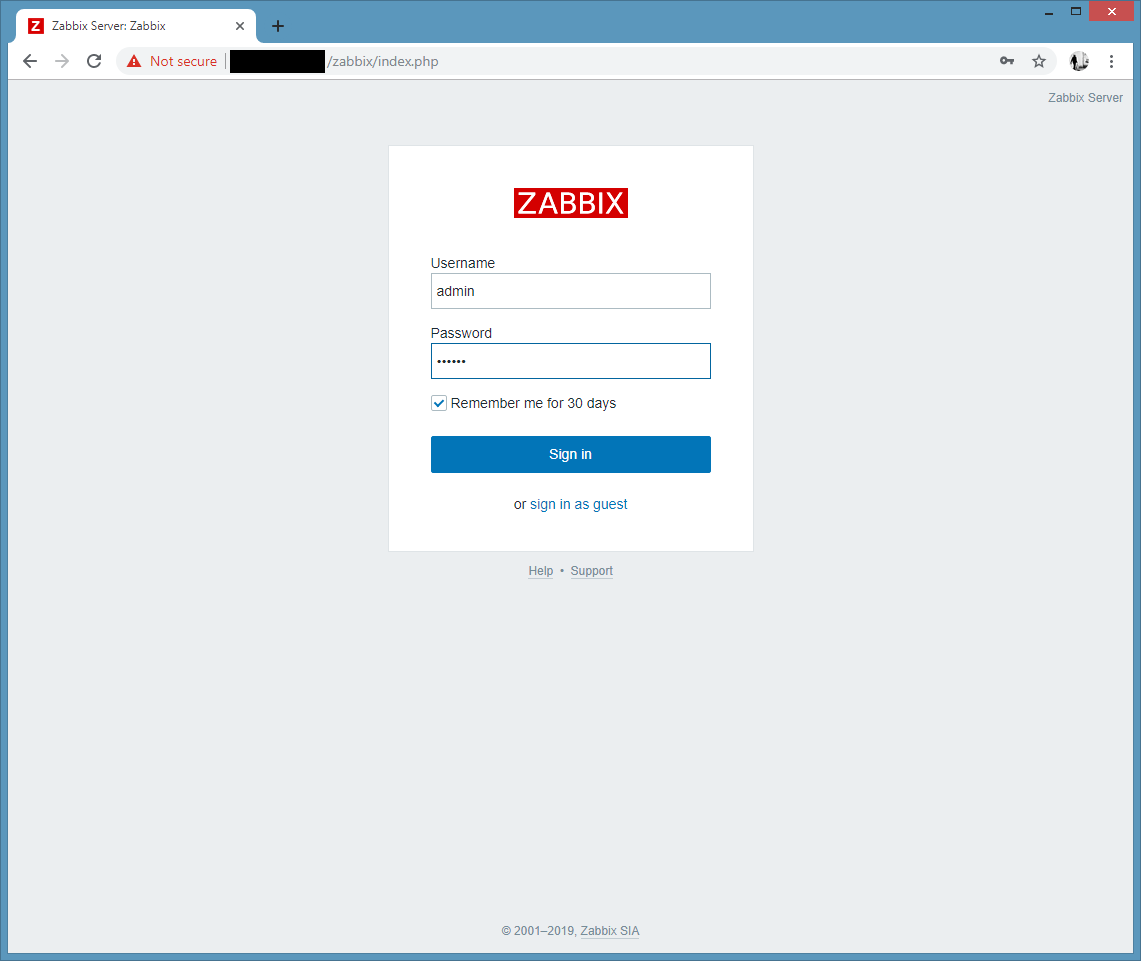 Z Zabbix Server: Zabbix
Not secure | /zabbix/index.php
Zabbix Server
ZABBIX
Username
admin
Password
••••••
Remember me for 30 days
Sign in
or sign in as guest
Help • Support
© 2001–2019, Zabbix SIA